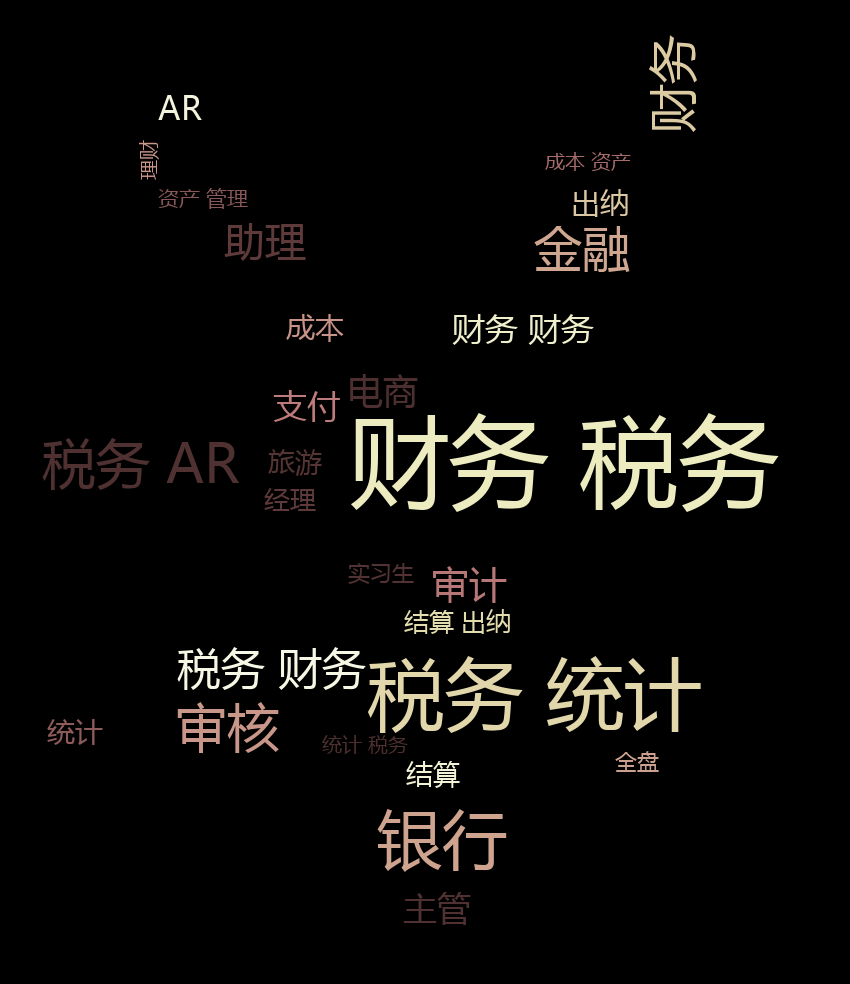 财务
AR
理财
成本 资产
资产 管理
出纳
助理
金融
成本
财务 财务
电商
支付
财务 税务
税务 AR
旅游
经理
实习生
审计
结算 出纳
税务 财务
税务 统计
审核
统计
统计 税务
全盘
结算
银行
主管